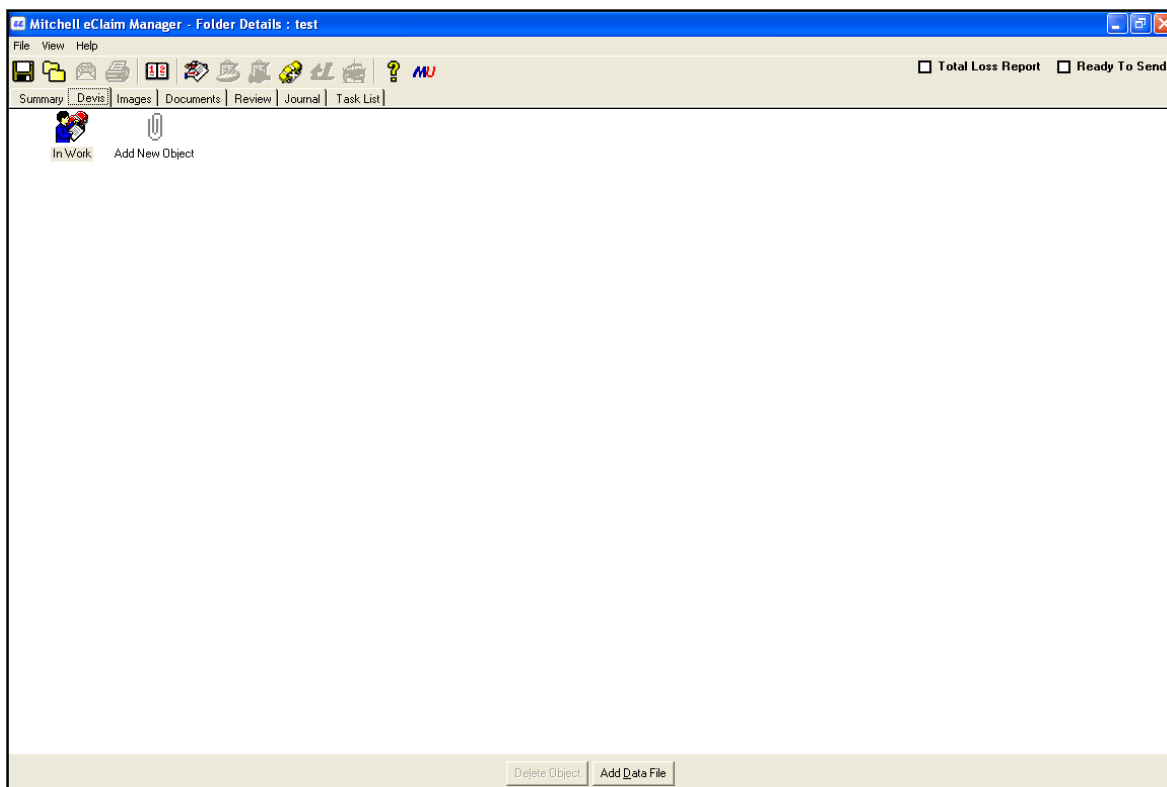 Mitchell eClaim Manager - Folder Details : test
File View Help
MU Total Loss Report Ready To Send
Summary Devis Images Documents Review Journal Task List
In Work Add New Object
Delete Object Add Data File